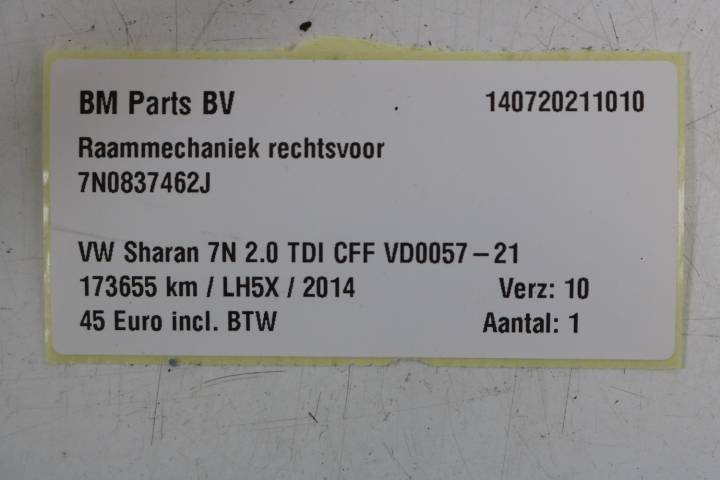 BM Parts BV 140720211010
Raammechaniek rechtsvoor
7N0837462J
VW Sharan 7N 2.0 TDI CFF VD0057-21
173655 km / LH5X / 2014 Verz: 10
45 Euro incl. BTW Aantal: 1